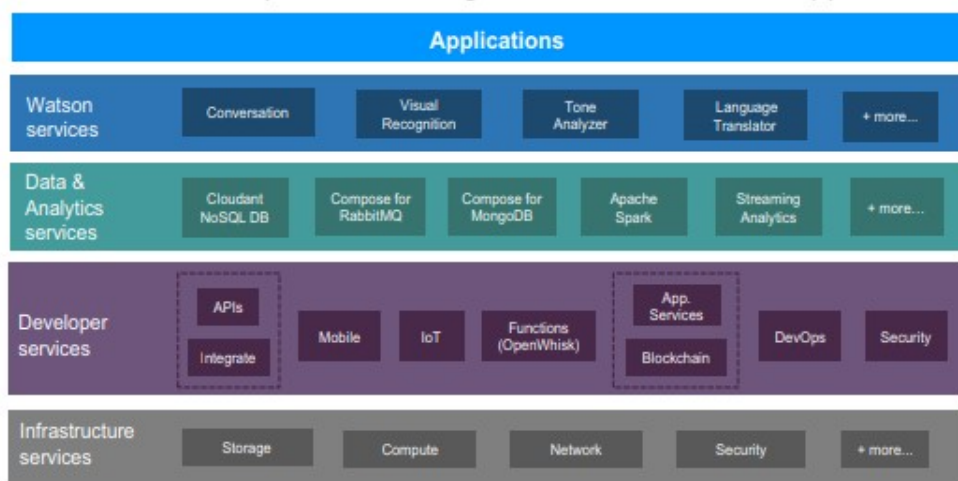 Applications
Watson
services
Conversation
Visual
Recognition
Tone
Analyzer
Language
Translator
+ more...
Data &
Analytics
services
Cloudant
NoSQL DB
Compose for
RabbitMQ
Compose for
MongoDB
Apache
Spark
Streaming
Analytics
+ more...
Developer
services
APIs
Integrate
Mobile
IoT
Functions
(OpenWhisk)
App.
Services
Blockchain
DevOps
Security
Infrastructure
services
Storage
Compute
Network
Security
+ more...